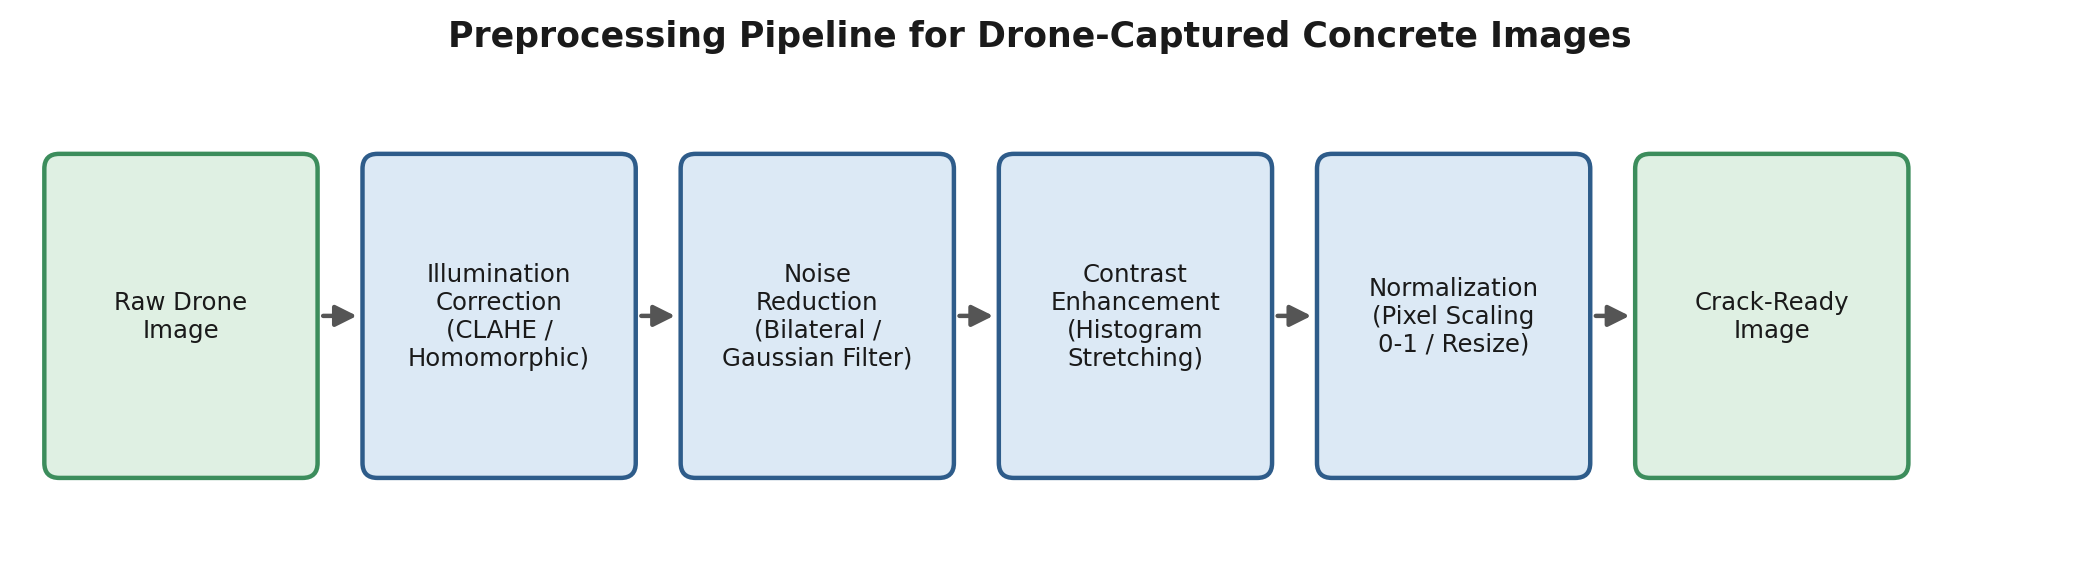 Preprocessing Pipeline for Drone-Captured Concrete Images
Raw Drone
Image
Illumination
Correction
(CLAHE /
Homomorphic)
Noise
Reduction
(Bilateral /
Gaussian Filter)
Contrast
Enhancement
(Histogram
Stretching)
Normalization
(Pixel Scaling
0-1 / Resize)
Crack-Ready
Image